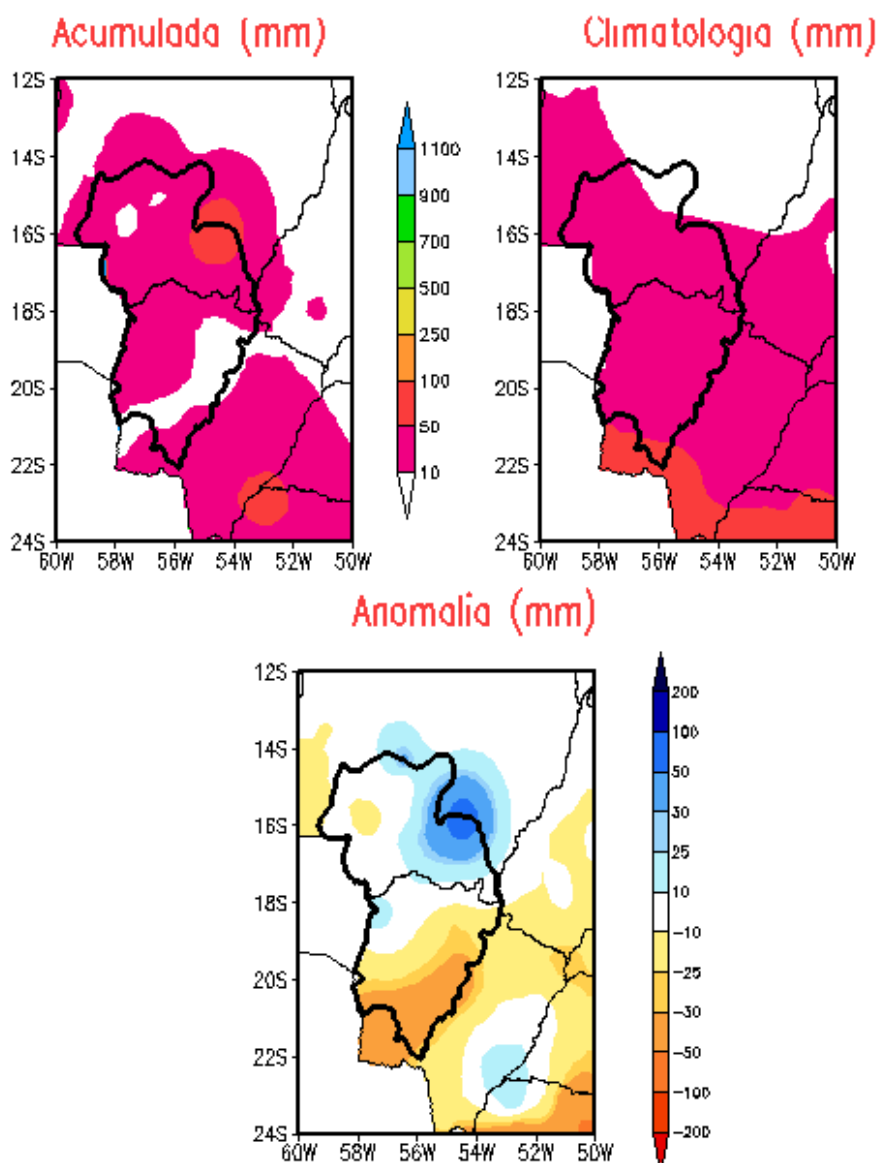 Acumulada (mm)
Climatologia (mm)
12S
14S
16S
18S
20S
22S
24S
60W 58W 56W 54W 52W 50W
1100
900
700
500
250
100
50
10
12S
14S
16S
18S
20S
22S
24S
60W 58W 56W 54W 52W 50W
Anomalia (mm)
12S
14S
16S
18S
20S
22S
24S
60W 58W 56W 54W 52W 50W
200
100
50
30
25
10
-10
-25
-30
-50
-100
-200